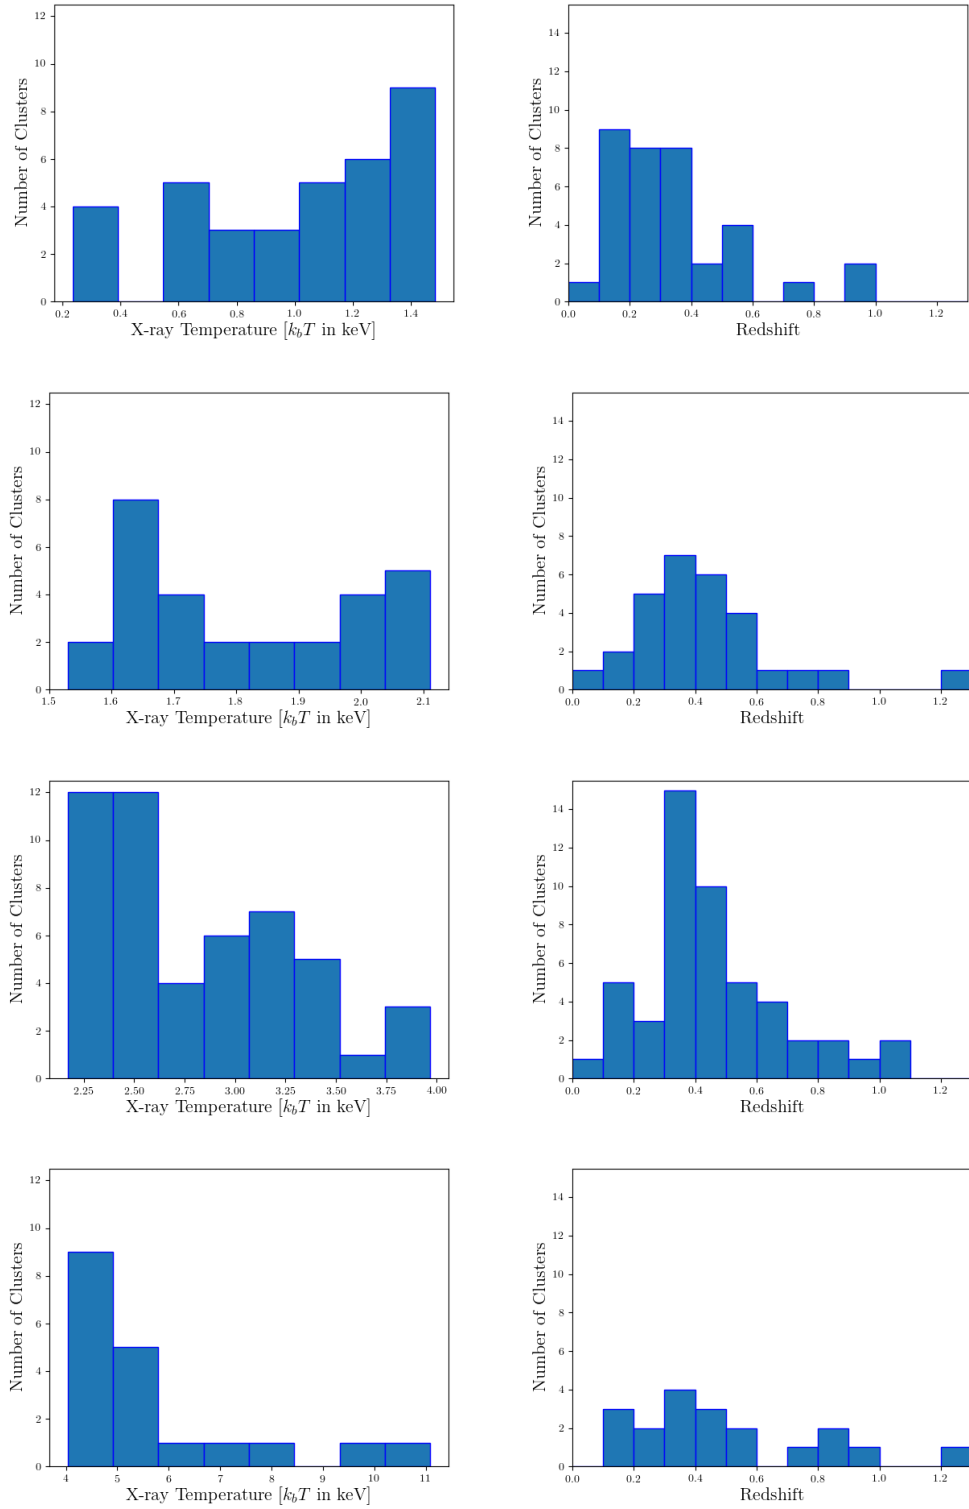 12
10
8
6
4
2
0
Number of Clusters
0.2 0.4 0.6 0.8 1.0 1.2 1.4
X-ray Temperature [$k_bT$ in keV]
14
12
10
8
6
4
2
0
Number of Clusters
0.0 0.2 0.4 0.6 0.8 1.0 1.2
Redshift
12
10
8
6
4
2
0
Number of Clusters
1.5 1.6 1.7 1.8 1.9 2.0 2.1
X-ray Temperature [$k_bT$ in keV]
14
12
10
8
6
4
2
0
Number of Clusters
0.0 0.2 0.4 0.6 0.8 1.0 1.2
Redshift
12
10
8
6
4
2
0
Number of Clusters
2.25 2.50 2.75 3.00 3.25 3.50 3.75 4.00
X-ray Temperature [$k_bT$ in keV]
14
12
10
8
6
4
2
0
Number of Clusters
0.0 0.2 0.4 0.6 0.8 1.0 1.2
Redshift
12
10
8
6
4
2
0
Number of Clusters
4 5 6 7 8 9 10 11
X-ray Temperature [$k_bT$ in keV]
14
12
10
8
6
4
2
0
Number of Clusters
0.0 0.2 0.4 0.6 0.8 1.0 1.2
Redshift